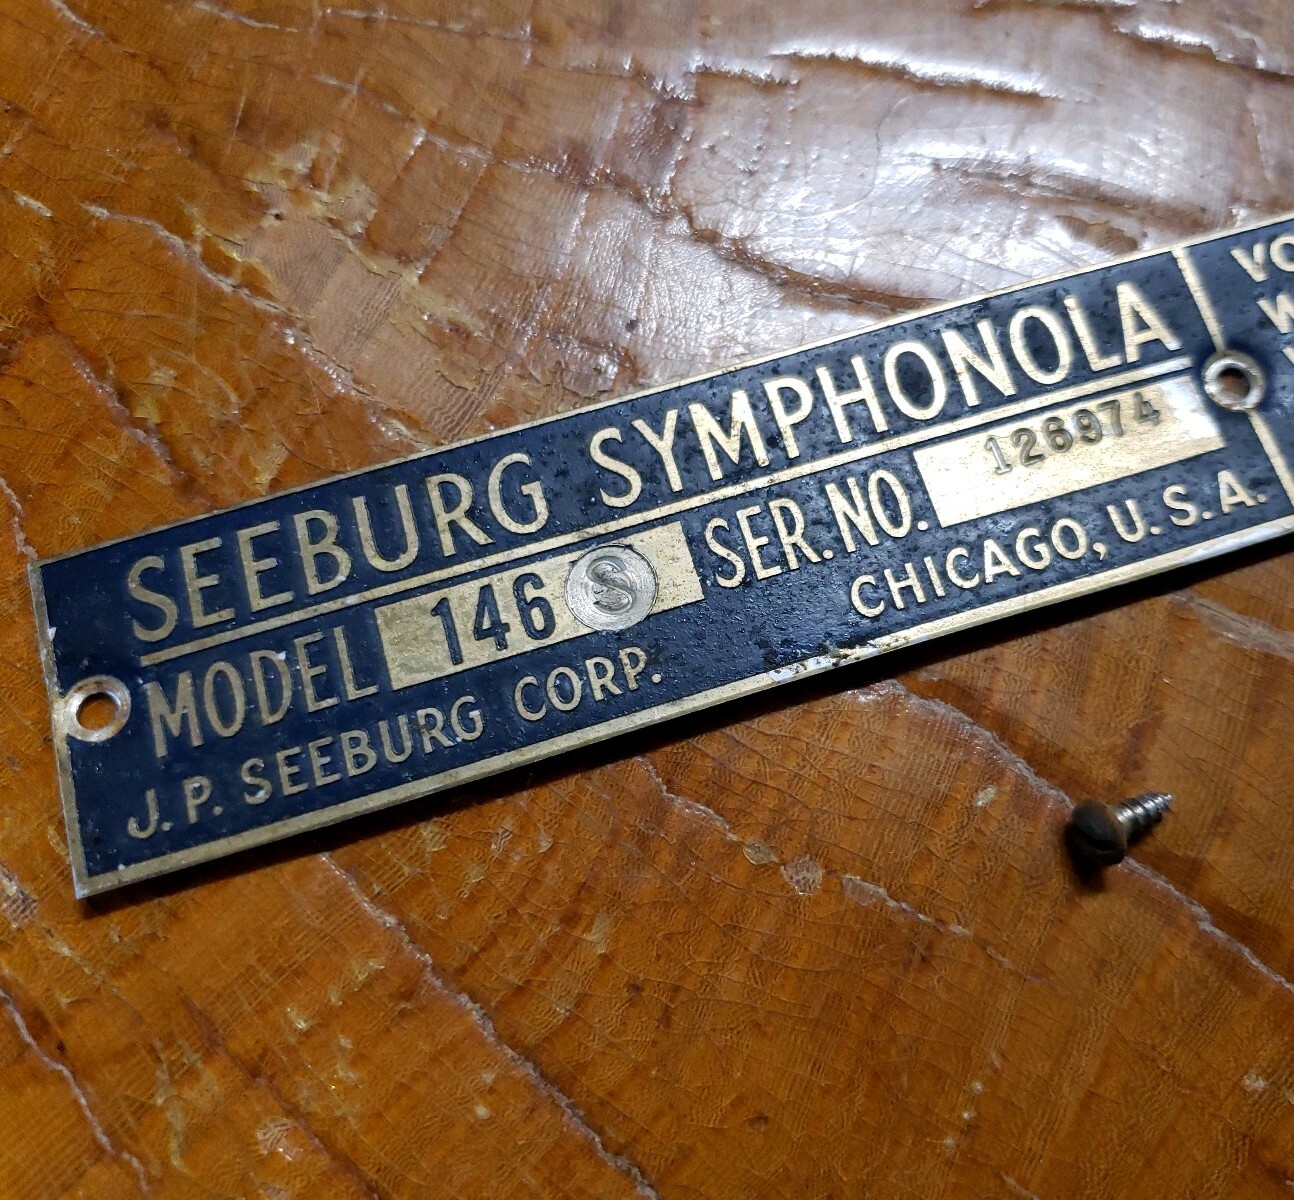 SEEBURG SYMPHONOLA
MODEL 146 S SER. NO. 126974
J. P. SEEBURG CORP. CHICAGO, U. S. A.